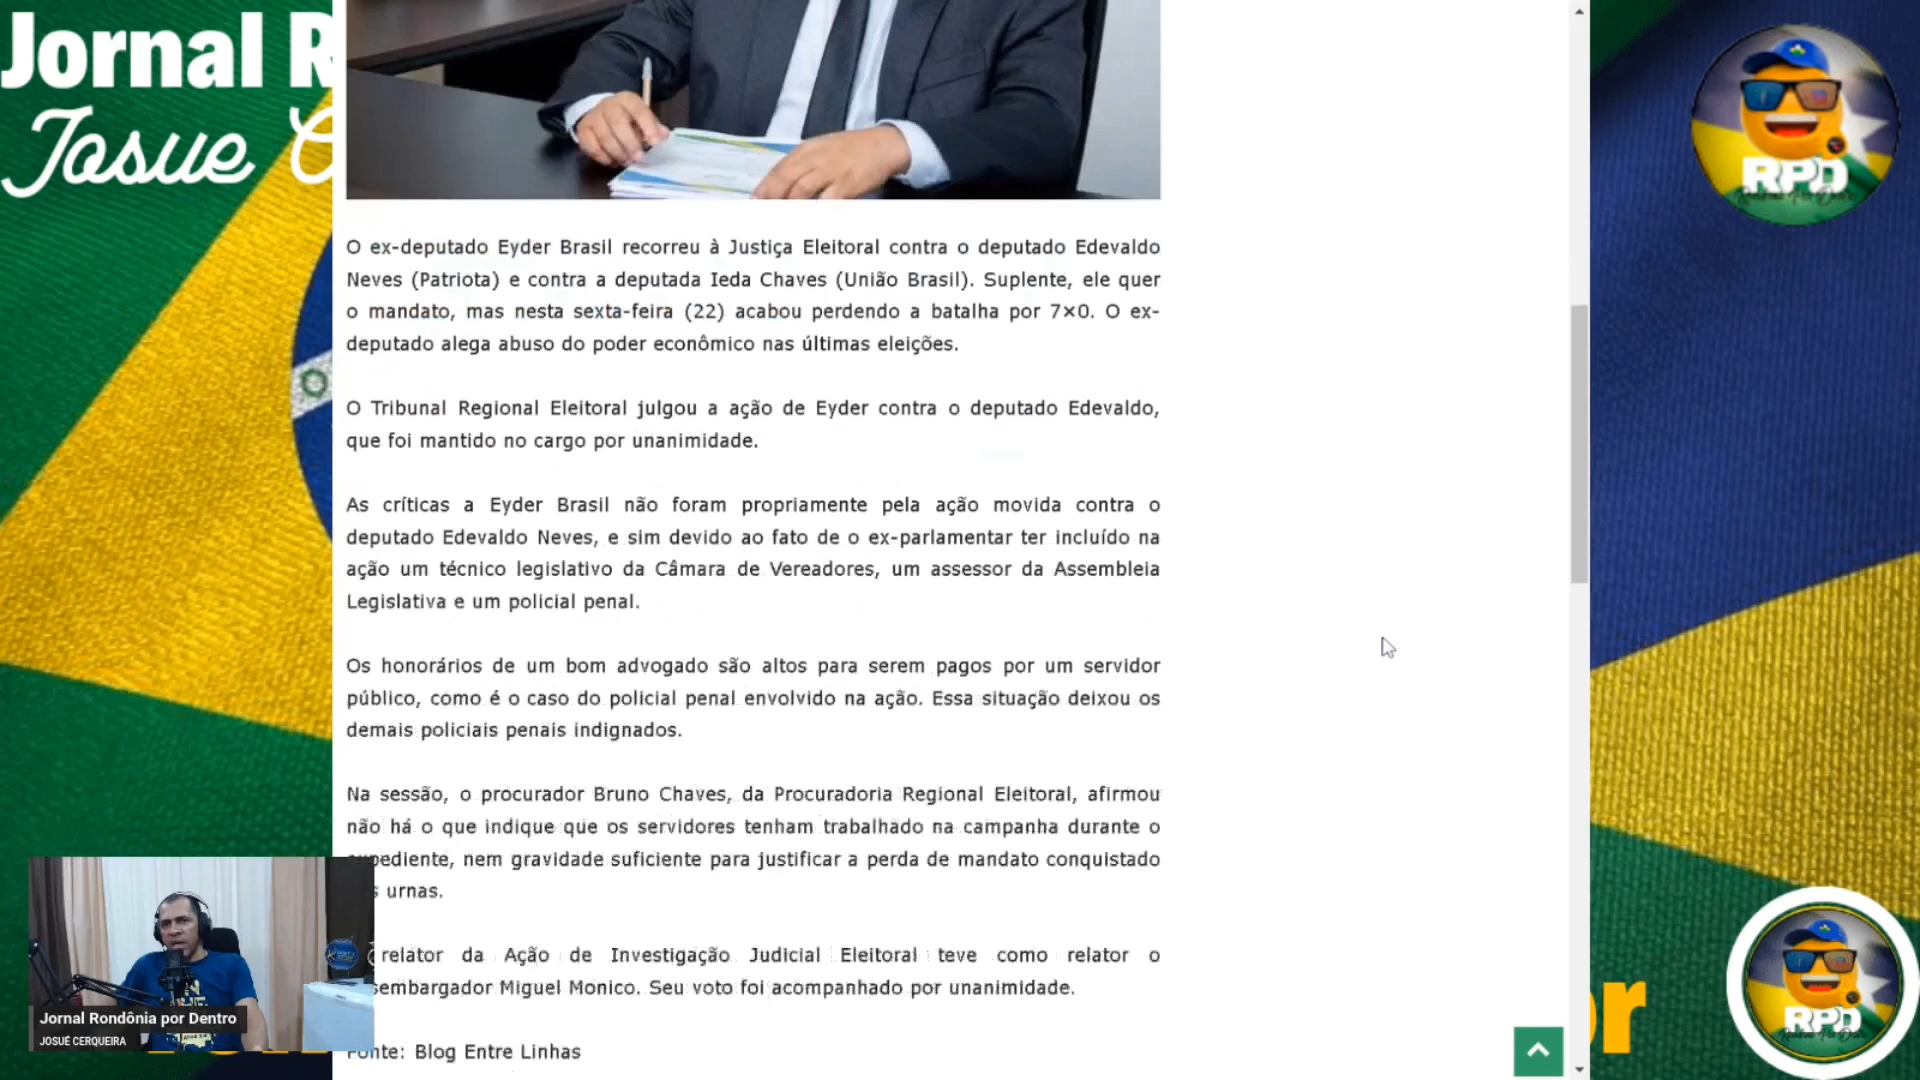 Jornal R
Josue C
RPD
O ex-deputado Eyder Brasil recorreu à Justiça Eleitoral contra o deputado Edevaldo
Neves (Patriota) e contra a deputada Ieda Chaves (União Brasil). Suplente, ele quer
o mandato, mas nesta sexta-feira (22) acabou perdendo a batalha por 7×0. O ex-
deputado alega abuso do poder econômico nas últimas eleições.
O Tribunal Regional Eleitoral julgou a ação de Eyder contra o deputado Edevaldo,
que foi mantido no cargo por unanimidade.
As críticas a Eyder Brasil não foram propriamente pela ação movida contra o
deputado Edevaldo Neves, e sim devido ao fato de o ex-parlamentar ter incluído na
ação um técnico legislativo da Câmara de Vereadores, um assessor da Assembleia
Legislativa e um policial penal.
Os honorários de um bom advogado são altos para serem pagos por um servidor
público, como é o caso do policial penal envolvido na ação. Essa situação deixou os
demais policiais penais indignados.
Na sessão, o procurador Bruno Chaves, da Procuradoria Regional Eleitoral, afirmou
não há o que indique que os servidores tenham trabalhado na campanha durante o
pediente, nem gravidade suficiente para justificar a perda de mandato conquistado
s urnas.
relator da Ação de Investigação Judicial Eleitoral teve como relator o
sembargador Miguel Monico. Seu voto foi acompanhado por unanimidade.
Fonte: Blog Entre Linhas
Jornal Rondônia por Dentro
JOSUÉ CERQUEIRA
or
RPD